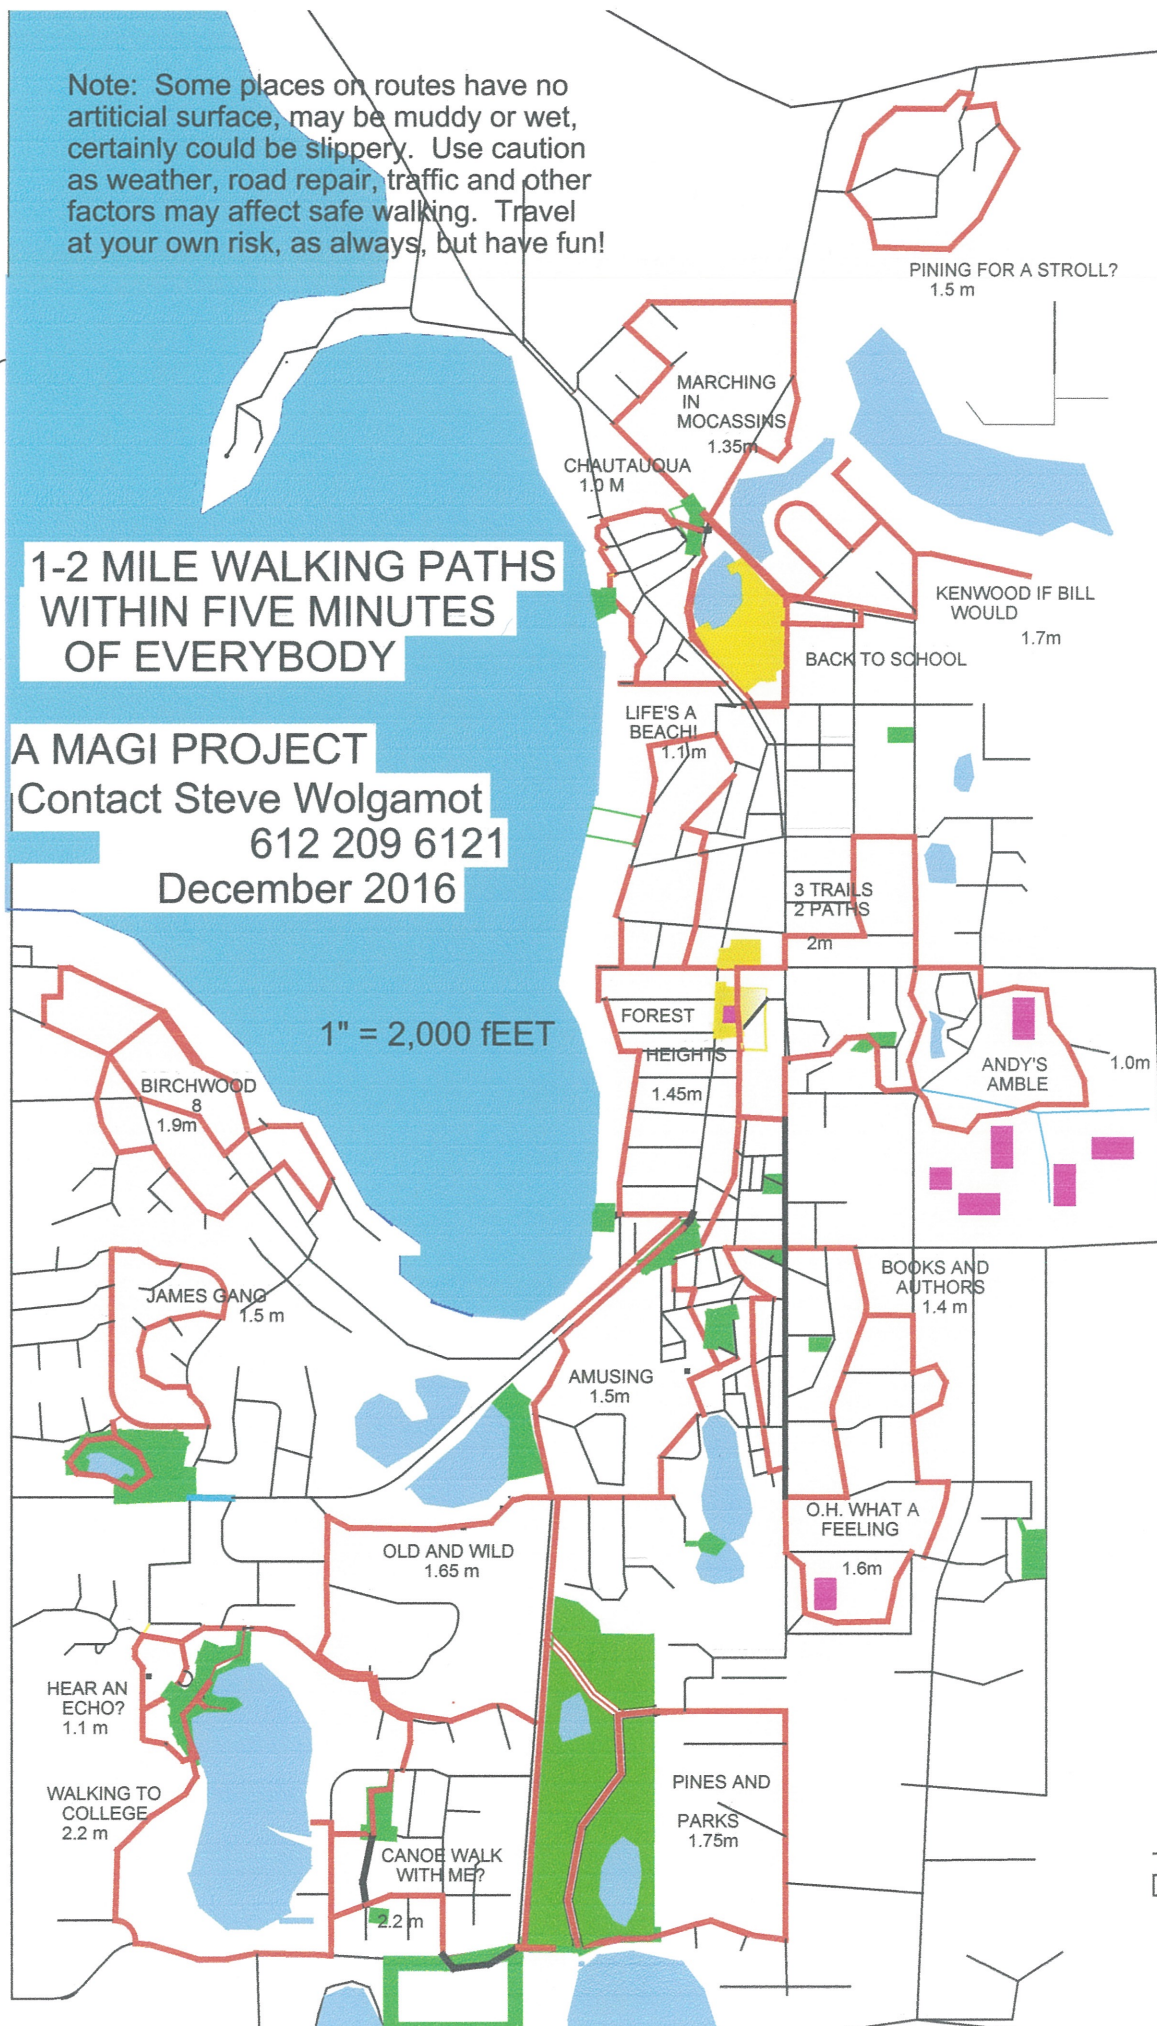 Note: Some places on routes have no
artiticial surface, may be muddy or wet,
certainly could be slippery. Use caution
as weather, road repair, traffic and other
factors may affect safe walking. Travel
at your own risk, as always, but have fun!
PINING FOR A STROLL?
1.5 m
MARCHING
IN
MOCASSINS
1.35m
CHAUTAUQUA
1.0 M
1-2 MILE WALKING PATHS
WITHIN FIVE MINUTES
OF EVERYBODY
KENWOOD IF BILL
WOULD
1.7m
BACK TO SCHOOL
LIFE'S A
BEACH!
1.1m
A MAGI PROJECT
Contact Steve Wolgamot
612 209 6121
December 2016
3 TRAILS
2 PATHS
2m
1" = 2,000 fEET
FOREST
HEIGHTS
1.45m
ANDY'S
AMBLE
1.0m
BIRCHWOOD
8
1.9m
JAMES GANG
1.5 m
BOOKS AND
AUTHORS
1.4 m
AMUSING
1.5m
O.H. WHAT A
FEELING
1.6m
OLD AND WILD
1.65 m
HEAR AN
ECHO?
1.1 m
WALKING TO
COLLEGE
2.2 m
PINES AND
PARKS
1.75m
CANOE WALK
WITH ME?
2.2 m